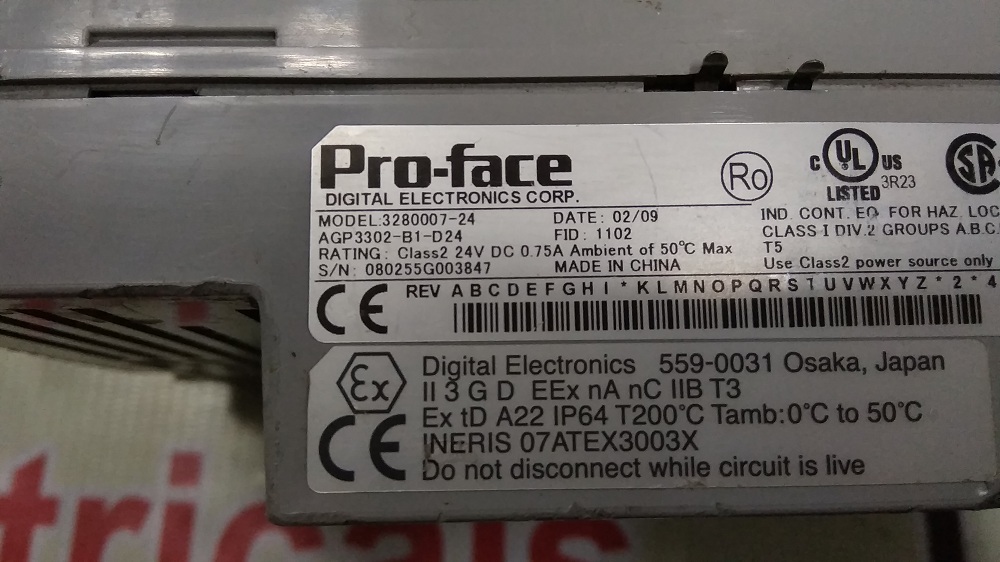 Pro-face
DIGITAL ELECTRONICS CORP.
Ro
C UL US
LISTED 3R23
SA
MODEL:3280007-24 DATE: 02/09
AGP3302-B1-D24 FID: 1102
RATING: Class2 24V DC 0.75A Ambient of 50°C Max
S/N: 080255G003847 MADE IN CHINA
IND. CONT. EQ. FOR HAZ. LOC
CLASS I DIV.2 GROUPS A.B.C.
T5
Use Class2 power source only
CE
REV A B C D E F G H I * K L M N O P Q R S T U V W X Y Z * 2 * 4
Ex
Digital Electronics 559-0031 Osaka, Japan
II 3 G D EEx nA nC IIB T3
Ex tD A22 IP64 T200°C Tamb:0°C to 50°C
CE
INERIS 07ATEX3003X
Do not disconnect while circuit is live
tricals